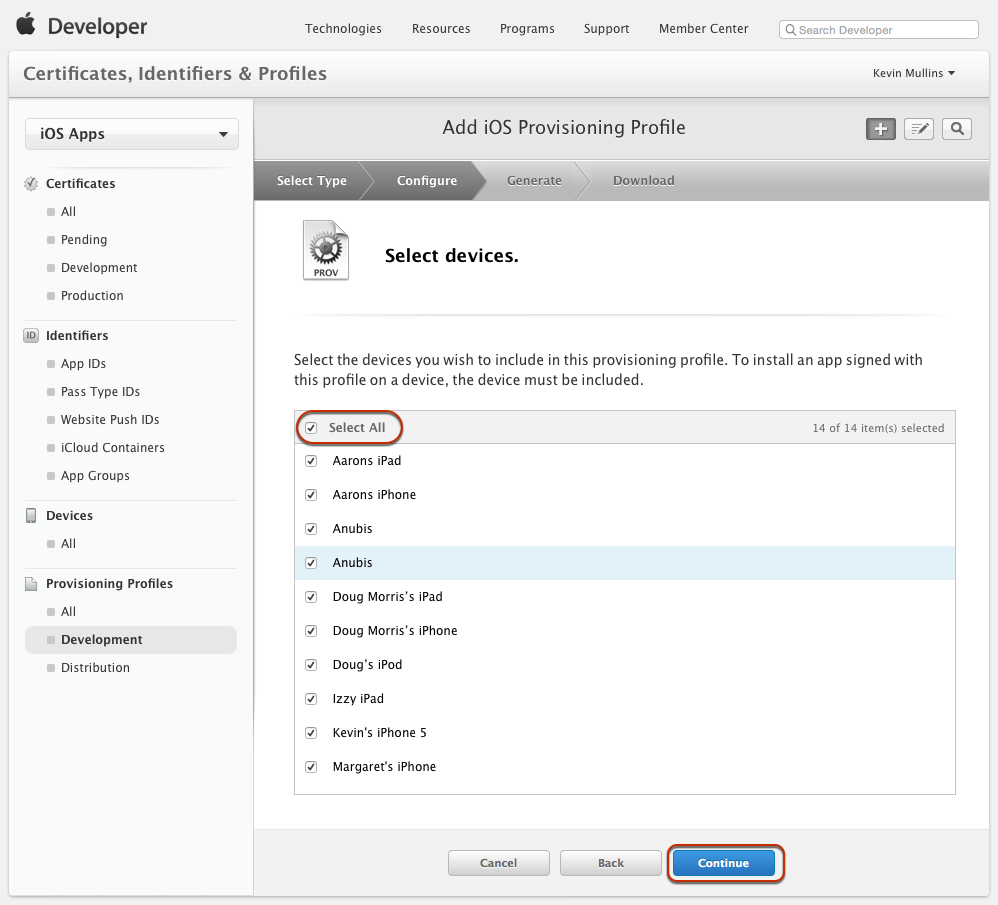 Developer
Technologies Resources Programs Support Member Center
Search Developer
Certificates, Identifiers & Profiles
Kevin Mullins
iOS Apps
Certificates
All
Pending
Development
Production
ID Identifiers
App IDs
Pass Type IDs
Website Push IDs
iCloud Containers
App Groups
Devices
All
Provisioning Profiles
All
Development
Distribution
Add iOS Provisioning Profile
Select Type Configure Generate Download
PROV
Select devices.
Select the devices you wish to include in this provisioning profile. To install an app signed with
this profile on a device, the device must be included.
Select All 14 of 14 item(s) selected
Aarons iPad
Aarons iPhone
Anubis
Anubis
Doug Morris’s iPad
Doug Morris’s iPhone
Doug’s iPod
Izzy iPad
Kevin's iPhone 5
Margaret's iPhone
Cancel Back Continue